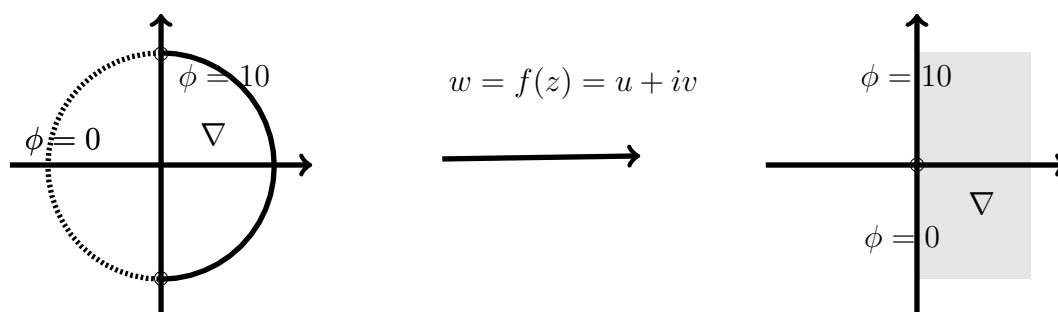 ϕ = 10
ϕ = 0
∇
w = f(z) = u + iv
ϕ = 10
∇
ϕ = 0